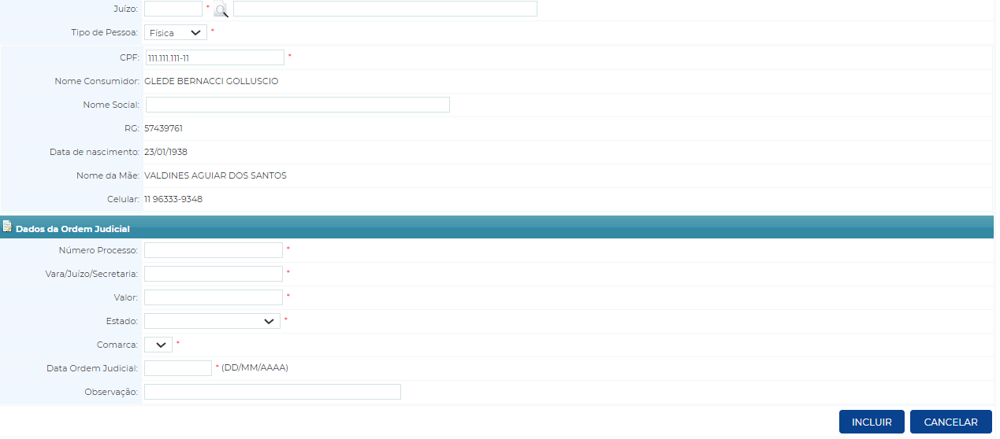 Juízo: *
Tipo de Pessoa: Física *
CPF: 111.111.111-11 *
Nome Consumidor: GLEDE BERNACCI GOLLUSCIO
Nome Social:
RG: 57439761
Data de nascimento: 23/01/1938
Nome da Mãe: VALDINES AGUIAR DOS SANTOS
Celular: 11 96333-9348
Dados da Ordem Judicial
Número Processo: *
Vara/Juízo/Secretaria: *
Valor: *
Estado: *
Comarca: *
Data Ordem Judicial: * (DD/MM/AAAA)
Observação:
INCLUIR CANCELAR